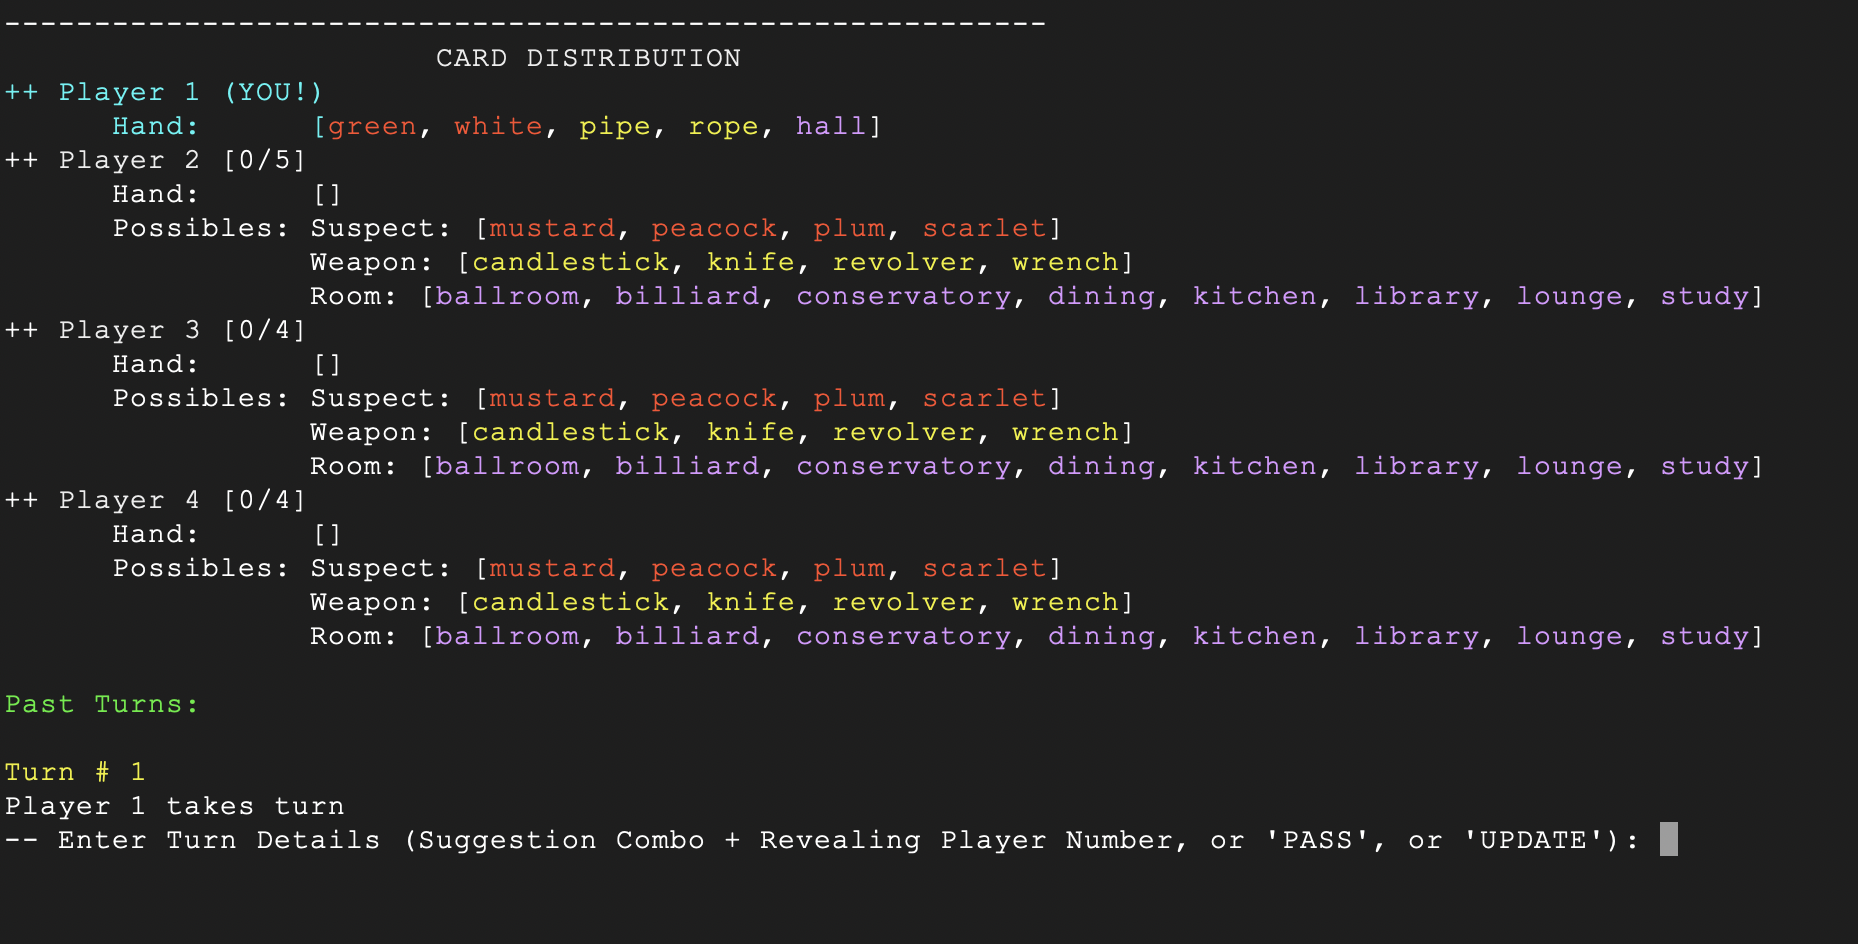 ----------------------------------------------------------
CARD DISTRIBUTION
++ Player 1 (YOU!)
Hand: [green, white, pipe, rope, hall]
++ Player 2 [0/5]
Hand: []
Possibles: Suspect: [mustard, peacock, plum, scarlet]
Weapon: [candlestick, knife, revolver, wrench]
Room: [ballroom, billiard, conservatory, dining, kitchen, library, lounge, study]
++ Player 3 [0/4]
Hand: []
Possibles: Suspect: [mustard, peacock, plum, scarlet]
Weapon: [candlestick, knife, revolver, wrench]
Room: [ballroom, billiard, conservatory, dining, kitchen, library, lounge, study]
++ Player 4 [0/4]
Hand: []
Possibles: Suspect: [mustard, peacock, plum, scarlet]
Weapon: [candlestick, knife, revolver, wrench]
Room: [ballroom, billiard, conservatory, dining, kitchen, library, lounge, study]
Past Turns:
Turn # 1
Player 1 takes turn
-- Enter Turn Details (Suggestion Combo + Revealing Player Number, or 'PASS', or 'UPDATE'):